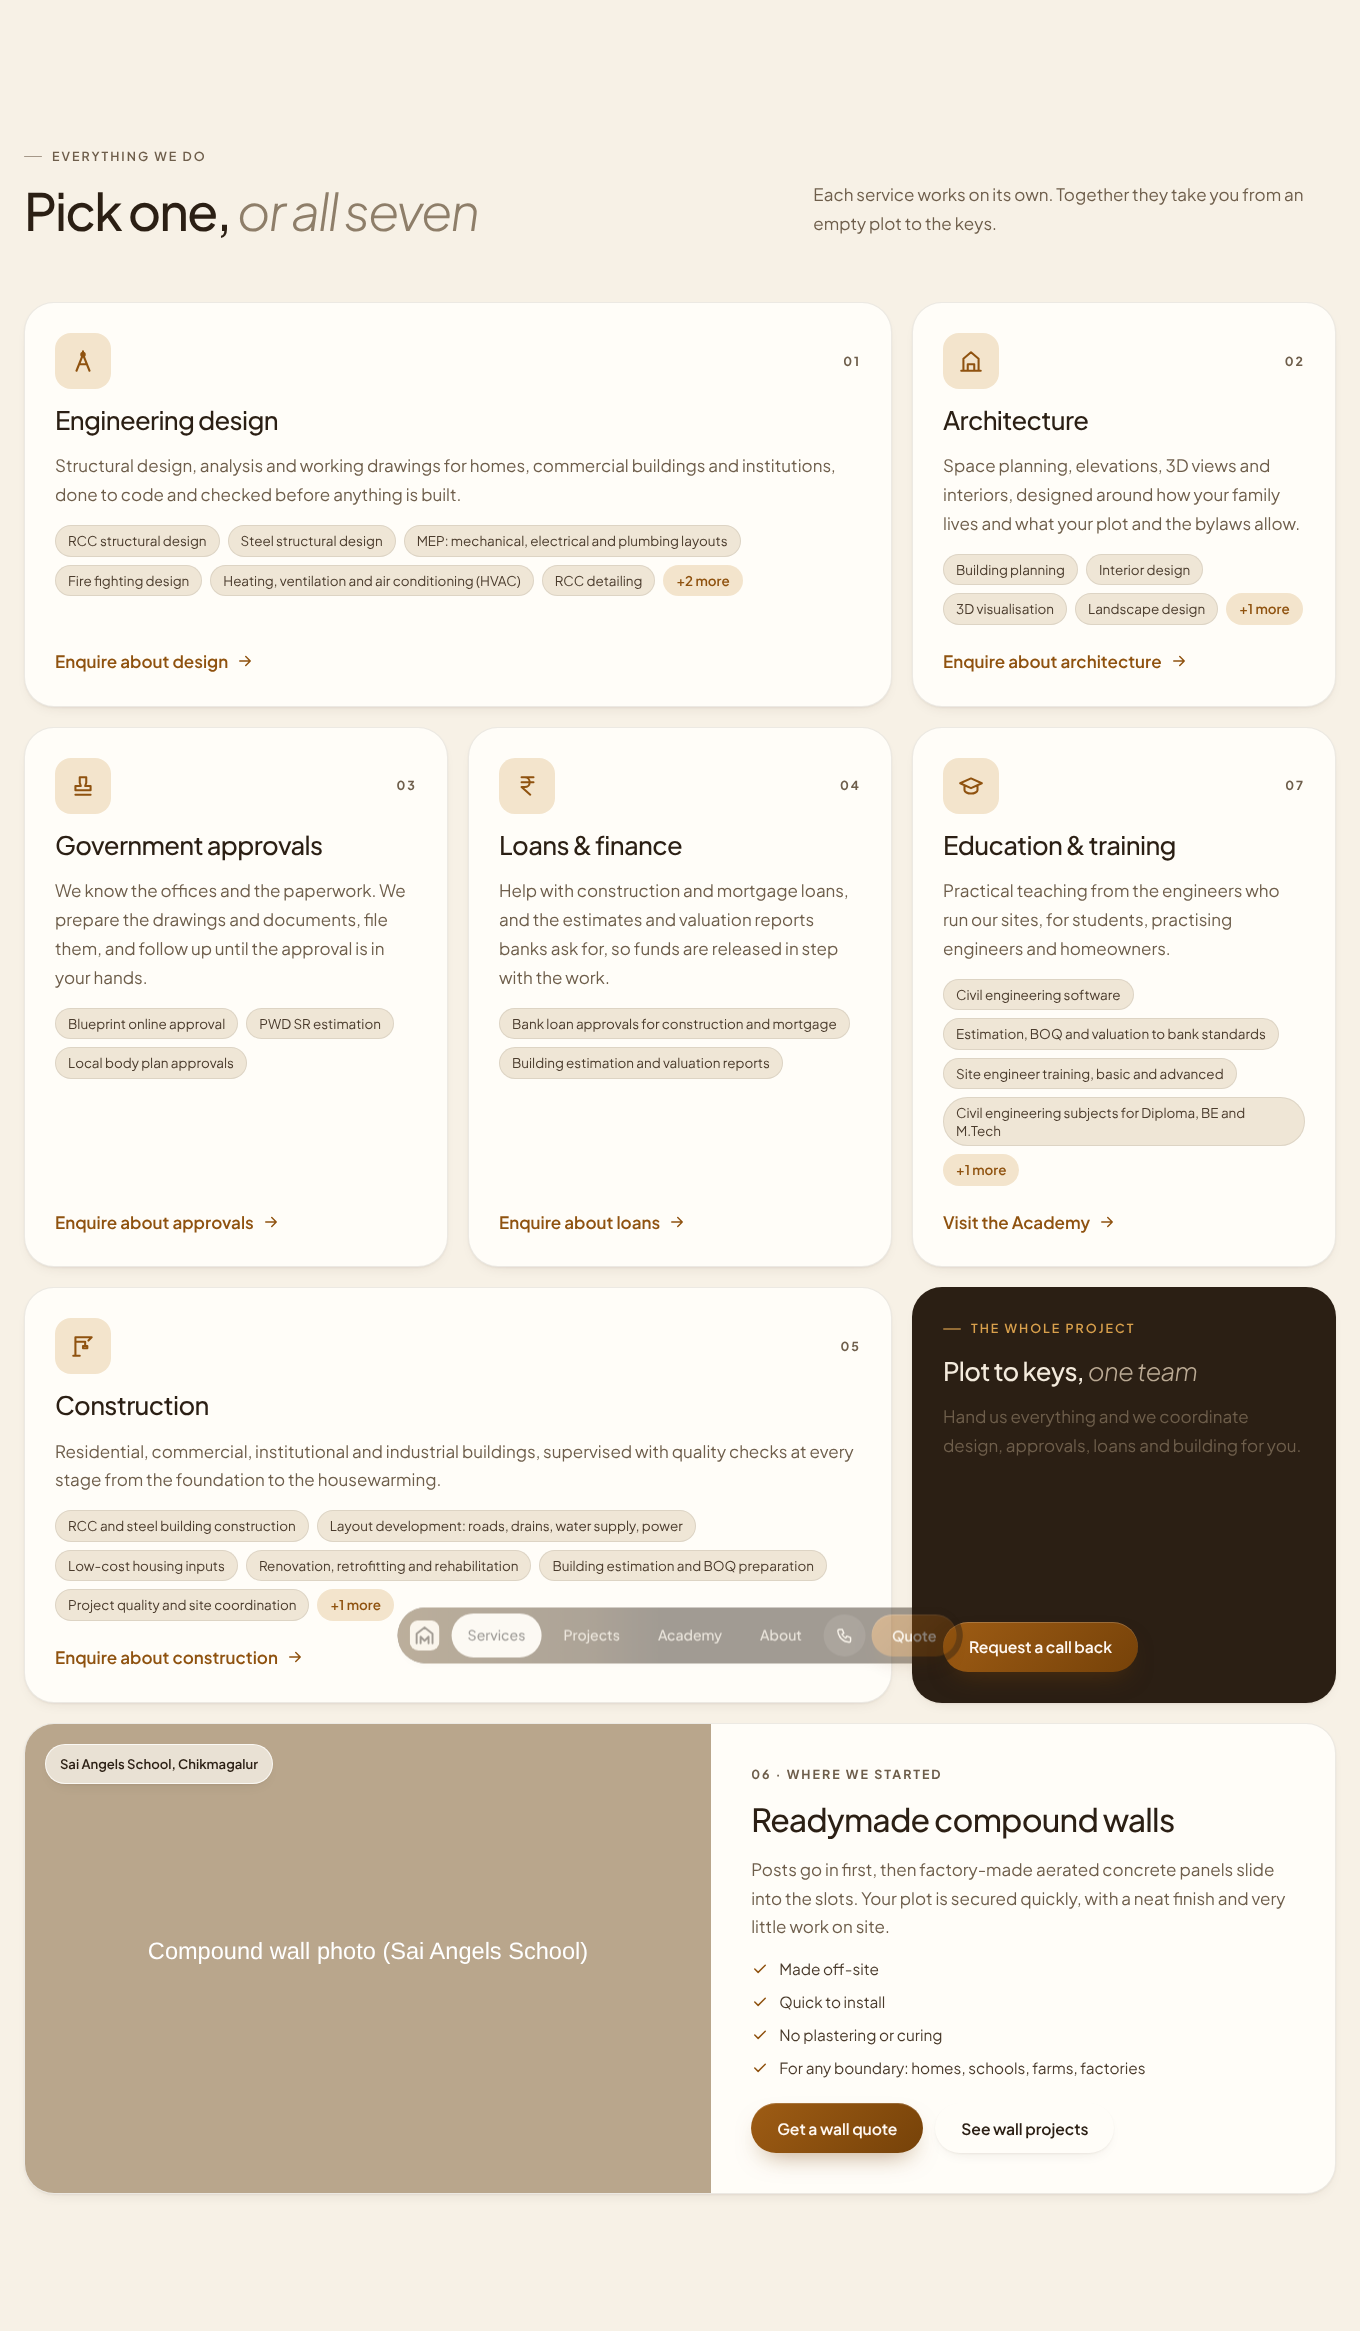 EVERYTHING WE DO
Pick one, or all seven
Each service works on its own. Together they take you from an
empty plot to the keys.
01
Engineering design
Structural design, analysis and working drawings for homes, commercial buildings and institutions,
done to code and checked before anything is built.
RCC structural design
Steel structural design
MEP: mechanical, electrical and plumbing layouts
Fire fighting design
Heating, ventilation and air conditioning (HVAC)
RCC detailing
+2 more
Enquire about design
02
Architecture
Space planning, elevations, 3D views and
interiors, designed around how your family
lives and what your plot and the bylaws allow.
Building planning
Interior design
3D visualisation
Landscape design
+1 more
Enquire about architecture
03
Government approvals
We know the offices and the paperwork. We
prepare the drawings and documents, file
them, and follow up until the approval is in
your hands.
Blueprint online approval
PWD SR estimation
Local body plan approvals
Enquire about approvals
04
₹
Loans & finance
Help with construction and mortgage loans,
and the estimates and valuation reports
banks ask for, so funds are released in step
with the work.
Bank loan approvals for construction and mortgage
Building estimation and valuation reports
Enquire about loans
07
Education & training
Practical teaching from the engineers who
run our sites, for students, practising
engineers and homeowners.
Civil engineering software
Estimation, BOQ and valuation to bank standards
Site engineer training, basic and advanced
Civil engineering subjects for Diploma, BE and
M.Tech
+1 more
Visit the Academy
05
Construction
Residential, commercial, institutional and industrial buildings, supervised with quality checks at every
stage from the foundation to the housewarming.
RCC and steel building construction
Layout development: roads, drains, water supply, power
Low-cost housing inputs
Renovation, retrofitting and rehabilitation
Building estimation and BOQ preparation
Project quality and site coordination
+1 more
Enquire about construction
THE WHOLE PROJECT
Plot to keys, one team
Hand us everything and we coordinate
design, approvals, loans and building for you.
Request a call back
Services
Projects
Academy
About
Quote
Sai Angels School, Chikmagalur
Compound wall photo (Sai Angels School)
06 · WHERE WE STARTED
Readymade compound walls
Posts go in first, then factory-made aerated concrete panels slide
into the slots. Your plot is secured quickly, with a neat finish and very
little work on site.
Made off-site
Quick to install
No plastering or curing
For any boundary: homes, schools, farms, factories
Get a wall quote
See wall projects